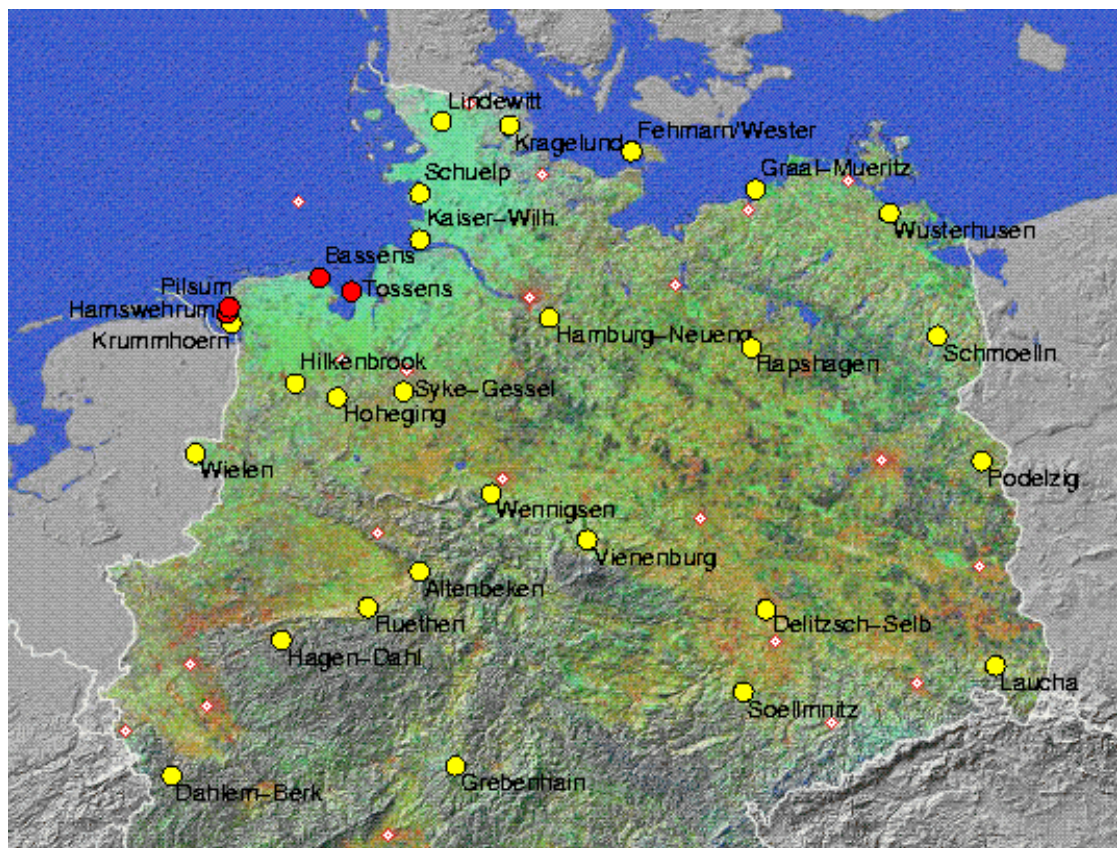 Lindewitt
Kragelund
Fehmarn/Wester
Schuelp
Graal-Mueritz
Kaiser-Wilh.
Wusterhusen
Bassens
Pilsum
Tossens
Hamswehrum
Krummhoern
Hamburg-Neueng
Rapshagen
Schmoelln
Hilkenbrook
Syke-Gessel
Hoheging
Wielen
Podelzig
Wennigsen
Vienenburg
Altenbeken
Ruethen
Delitzsch-Selb
Hagen-Dahl
Laucha
Soellmnitz
Grebenhain
Dahlem-Berk